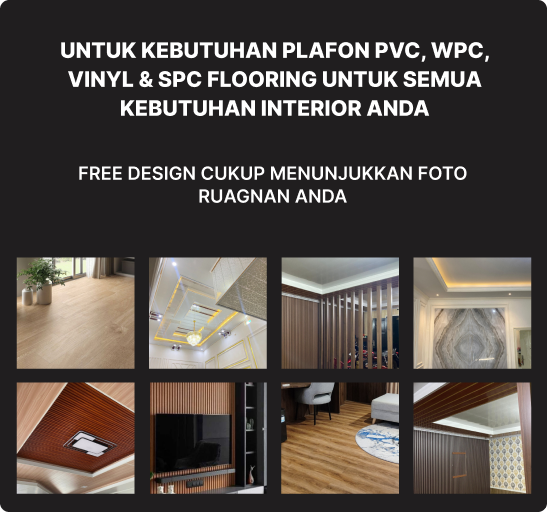 UNTUK KEBUTUHAN PLAFON PVC, WPC,
VINYL & SPC FLOORING UNTUK SEMUA
KEBUTUHAN INTERIOR ANDA
FREE DESIGN CUKUP MENUNJUKKAN FOTO
RUAGNAN ANDA